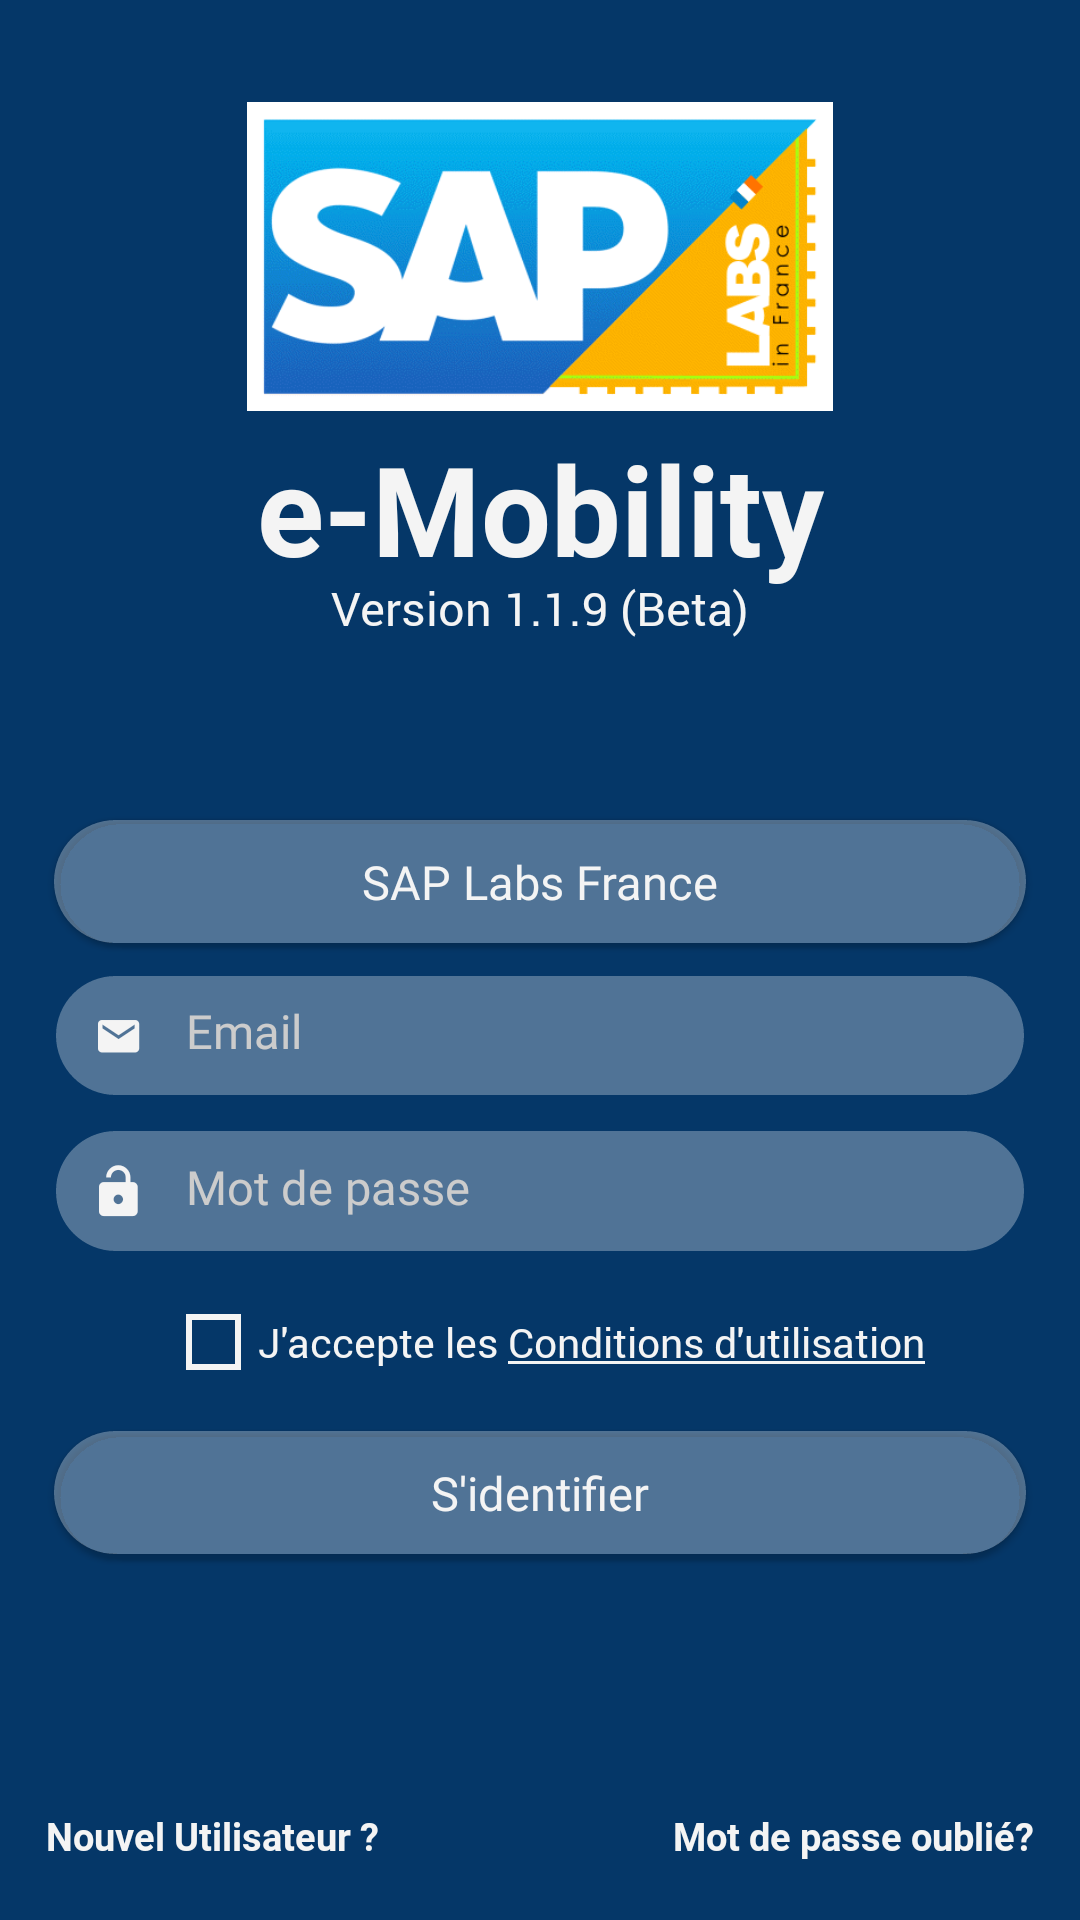 SAP
LABS
in France
e-Mobility
Version 1.1.9 (Beta)
SAP Labs France
Email
Mot de passe
J'accepte les Conditions d'utilisation
S'identifier
Nouvel Utilisateur ?
Mot de passe oublié?